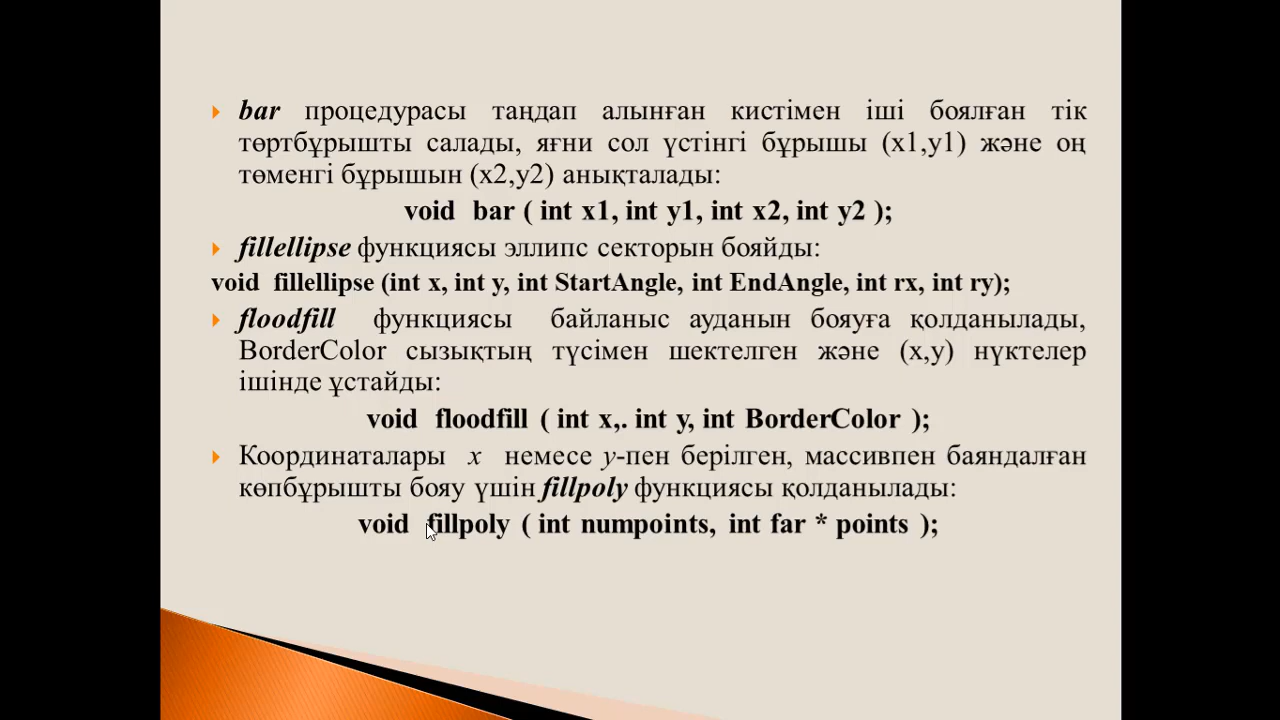 bar процедурасы таңдап алынған кистімен іші боялған тік
төртбұрышты салады, яғни сол үстінгі бұрышы (x1,y1) және оң
төменгі бұрышын (x2,y2) анықталады:
void bar ( int x1, int y1, int x2, int y2 );
fillellipse функциясы эллипс секторын бояйды:
void fillellipse (int x, int y, int StartAngle, int EndAngle, int rx, int ry);
floodfill функциясы байланыс ауданын бояуға қолданылады,
BorderColor сызықтың түсімен шектелген және (x,y) нүктелер
ішінде ұстайды:
void floodfill ( int x,. int y, int BorderColor );
Координаталары x немесе y-пен берілген, массивпен баяндалған
көпбұрышты бояу үшін fillpoly функциясы қолданылады:
void fillpoly ( int numpoints, int far * points );